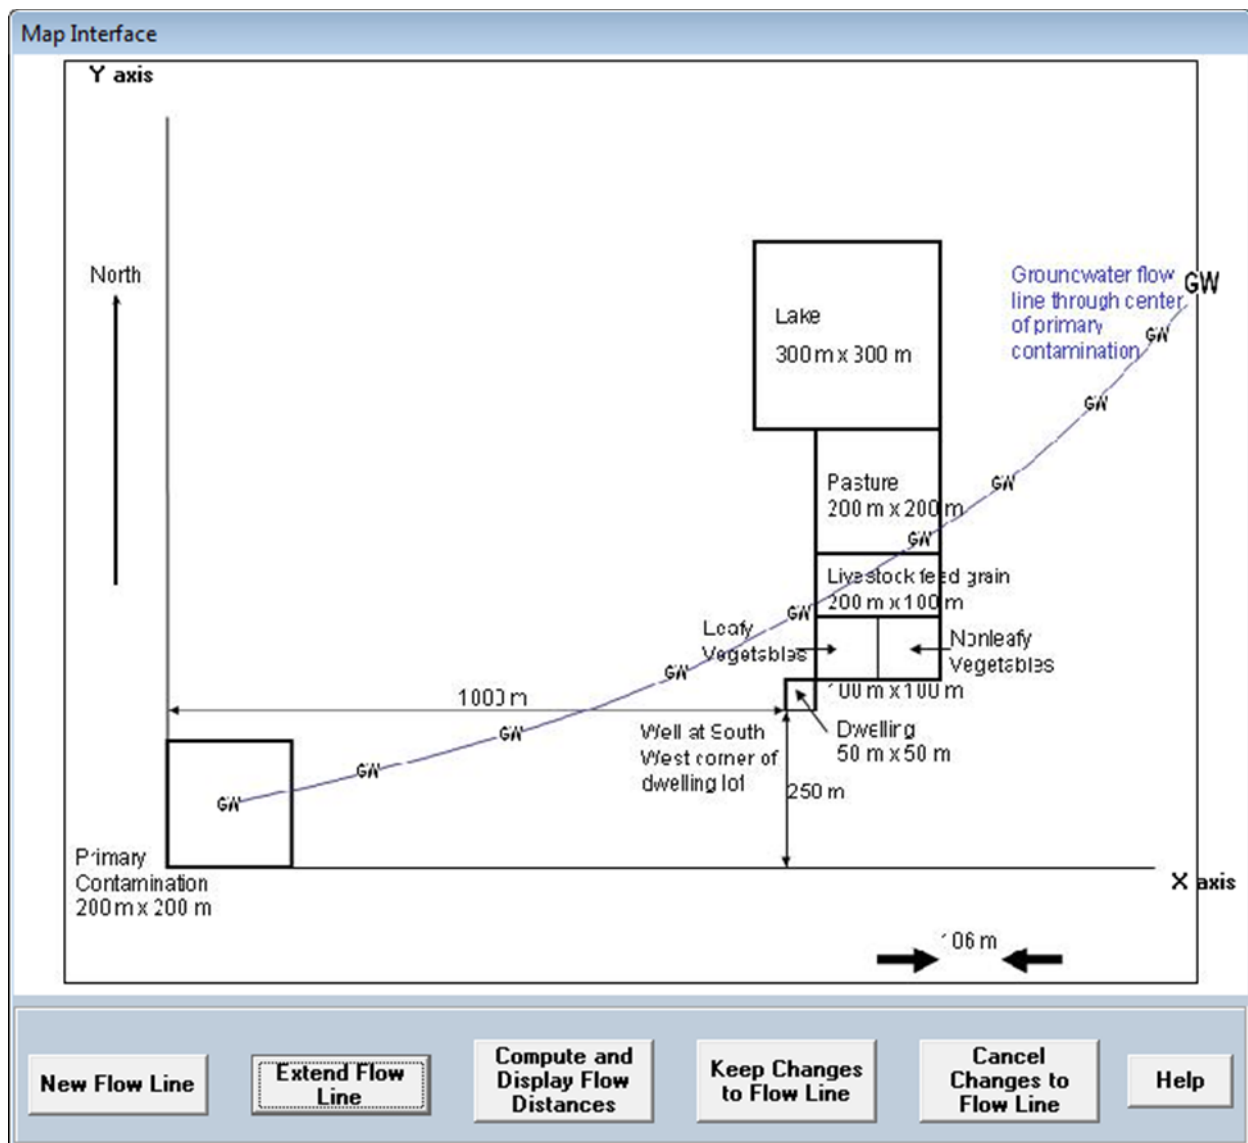 Map Interface
Y axis
North
Lake
300 m x 300 m
Groundwater flow
line through center
of primary
contamination
GW
GW
GW
GW
Pasture
200 m x 200 m
GW
Livestock feed grain
200 m x 100 m
GW
Leafy
Vegetables
Nonleafy
Vegetables
100 m x 100 m
GW
1000 m
GW
Well at South
West corner of
dwelling lot
Dwelling
50 m x 50 m
GW
250 m
GW
Primary
Contamination
200 m x 200 m
X axis
106 m
New Flow Line
Extend Flow
Line
Compute and
Display Flow
Distances
Keep Changes
to Flow Line
Cancel
Changes to
Flow Line
Help